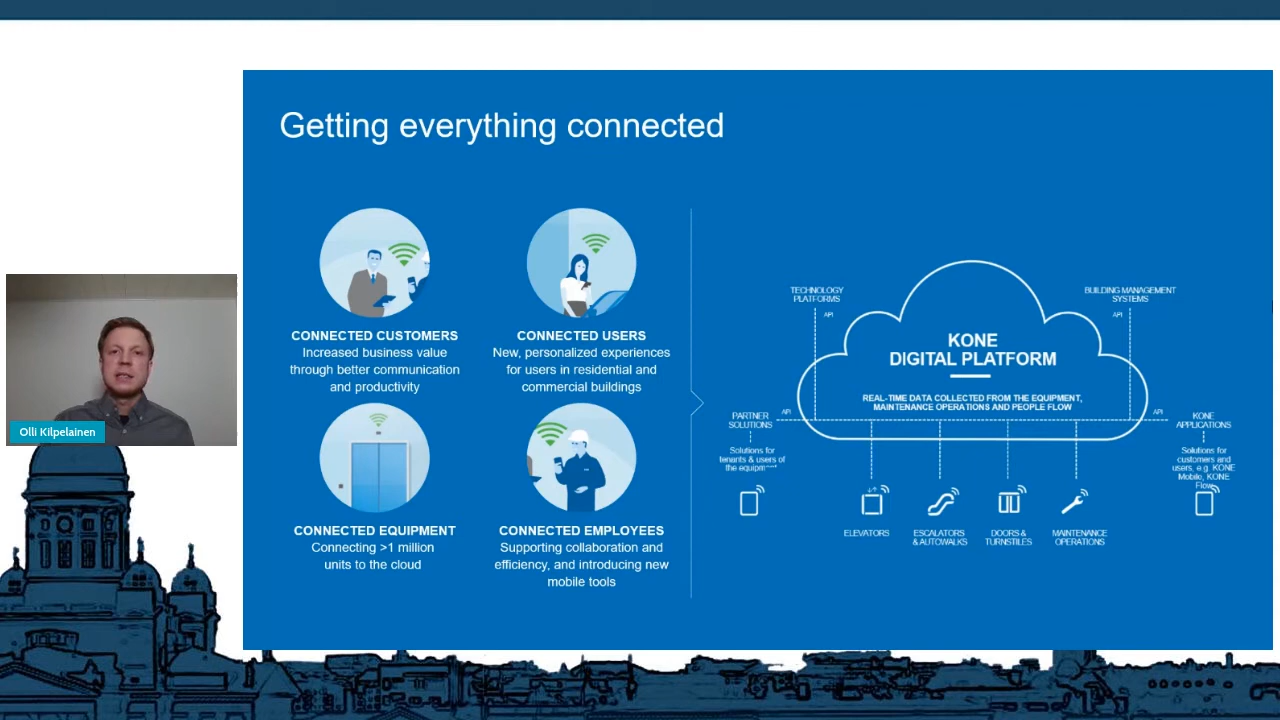 Getting everything connected
CONNECTED CUSTOMERS
Increased business value
through better communication
and productivity
CONNECTED USERS
New, personalized experiences
for users in residential and
commercial buildings
CONNECTED EQUIPMENT
Connecting >1 million
units to the cloud
CONNECTED EMPLOYEES
Supporting collaboration and
efficiency, and introducing new
mobile tools
TECHNOLOGY
PLATFORMS
API
BUILDING MANAGEMENT
SYSTEMS
API
KONE
DIGITAL PLATFORM
REAL-TIME DATA COLLECTED FROM THE EQUIPMENT,
MAINTENANCE OPERATIONS AND PEOPLE FLOW
PARTNER
SOLUTIONS
API
Solutions for
tenants & users of
the
API
KONE
APPLICATIONS
Solutions for
customers and
users, e.g. KONE
Mobile, KONE
Flow
ELEVATORS
ESCALATORS
& AUTOWALKS
DOORS &
TURNSTILES
MAINTENANCE
OPERATIONS
Olli Kilpelainen